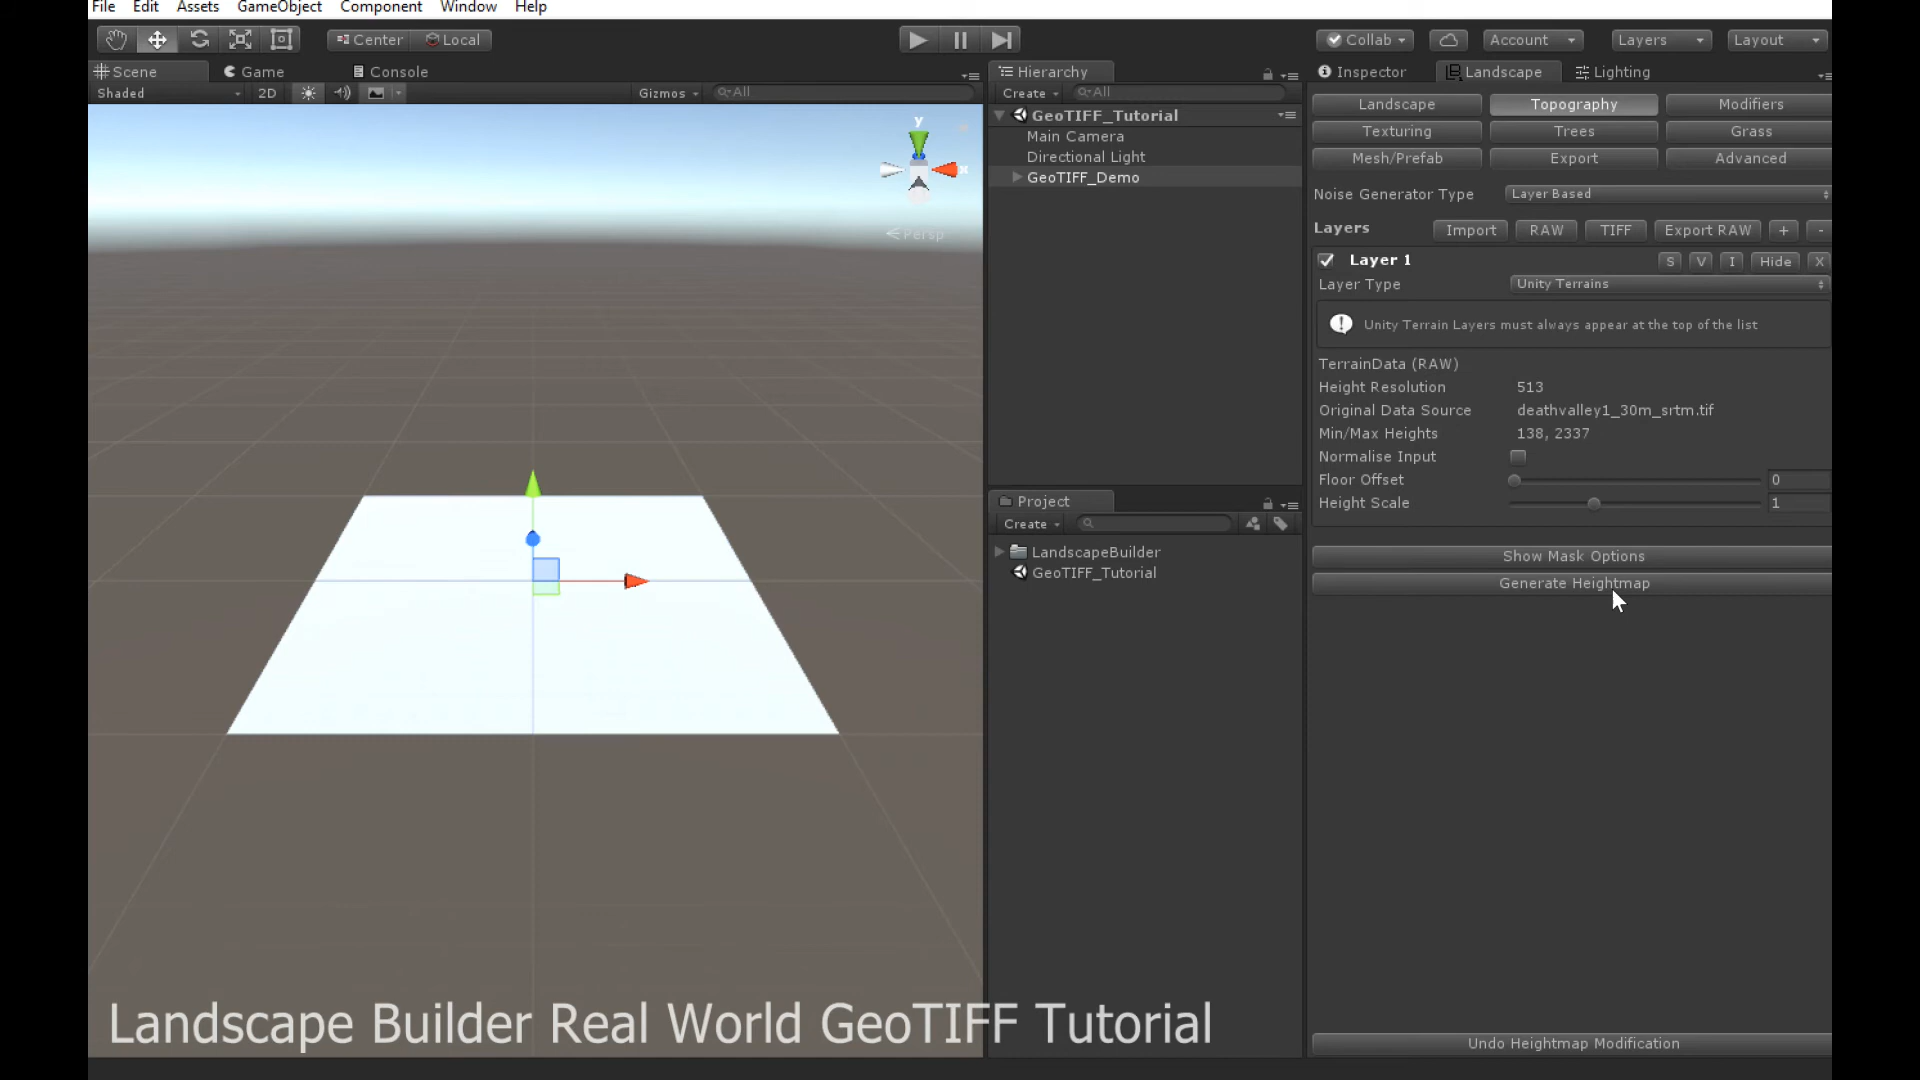 File Edit Assets GameObject Component Window Help
Center Local
Collab Account Layers Layout
Scene Game Console
Shaded 2D Gizmos All
y
x
Persp
Hierarchy
Create All
GeoTIFF_Tutorial
Main Camera
Directional Light
GeoTIFF_Demo
Project
Create
LandscapeBuilder
GeoTIFF_Tutorial
Inspector Landscape Lighting
Landscape Topography Modifiers
Texturing Trees Grass
Mesh/Prefab Export Advanced
Noise Generator Type Layer Based
Layers Import RAW TIFF Export RAW + -
Layer 1 S V I Hide X
Layer Type Unity Terrains
Unity Terrain Layers must always appear at the top of the list
TerrainData (RAW)
Height Resolution 513
Original Data Source deathvalley1_30m_srtm.tif
Min/Max Heights 138, 2337
Normalise Input
Floor Offset 0
Height Scale 1
Show Mask Options
Generate Heightmap
Undo Heightmap Modification
Landscape Builder Real World GeoTIFF Tutorial